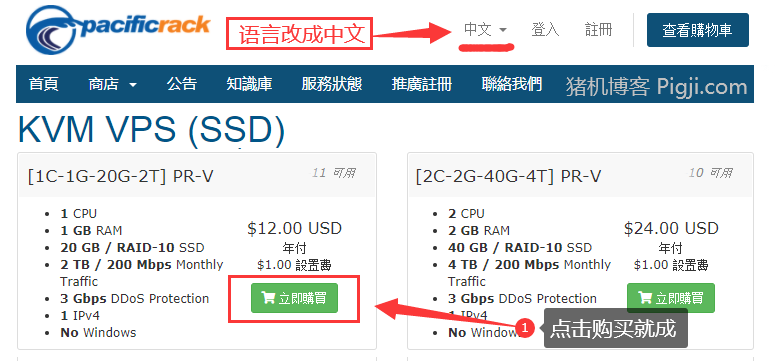 pacificrack
语言改成中文
中文
登入
註冊
查看購物車
首頁
商店
公告
知識庫
服務狀態
推廣註冊
聯絡我們
猪机博客 Pigji.com
KVM VPS (SSD)
[1C-1G-20G-2T] PR-V
11 可用
1 CPU
1 GB RAM
20 GB / RAID-10 SSD
2 TB / 200 Mbps Monthly
Traffic
3 Gbps DDoS Protection
1 IPv4
No Windows
$12.00 USD
年付
$1.00 設置費
立即購買
[2C-2G-40G-4T] PR-V
10 可用
2 CPU
2 GB RAM
40 GB / RAID-10 SSD
4 TB / 200 Mbps Monthly
Traffic
3 Gbps DDoS Protection
1 IPv4
No Windows
$24.00 USD
年付
$1.00 設置費
立即購買
1
点击购买就成